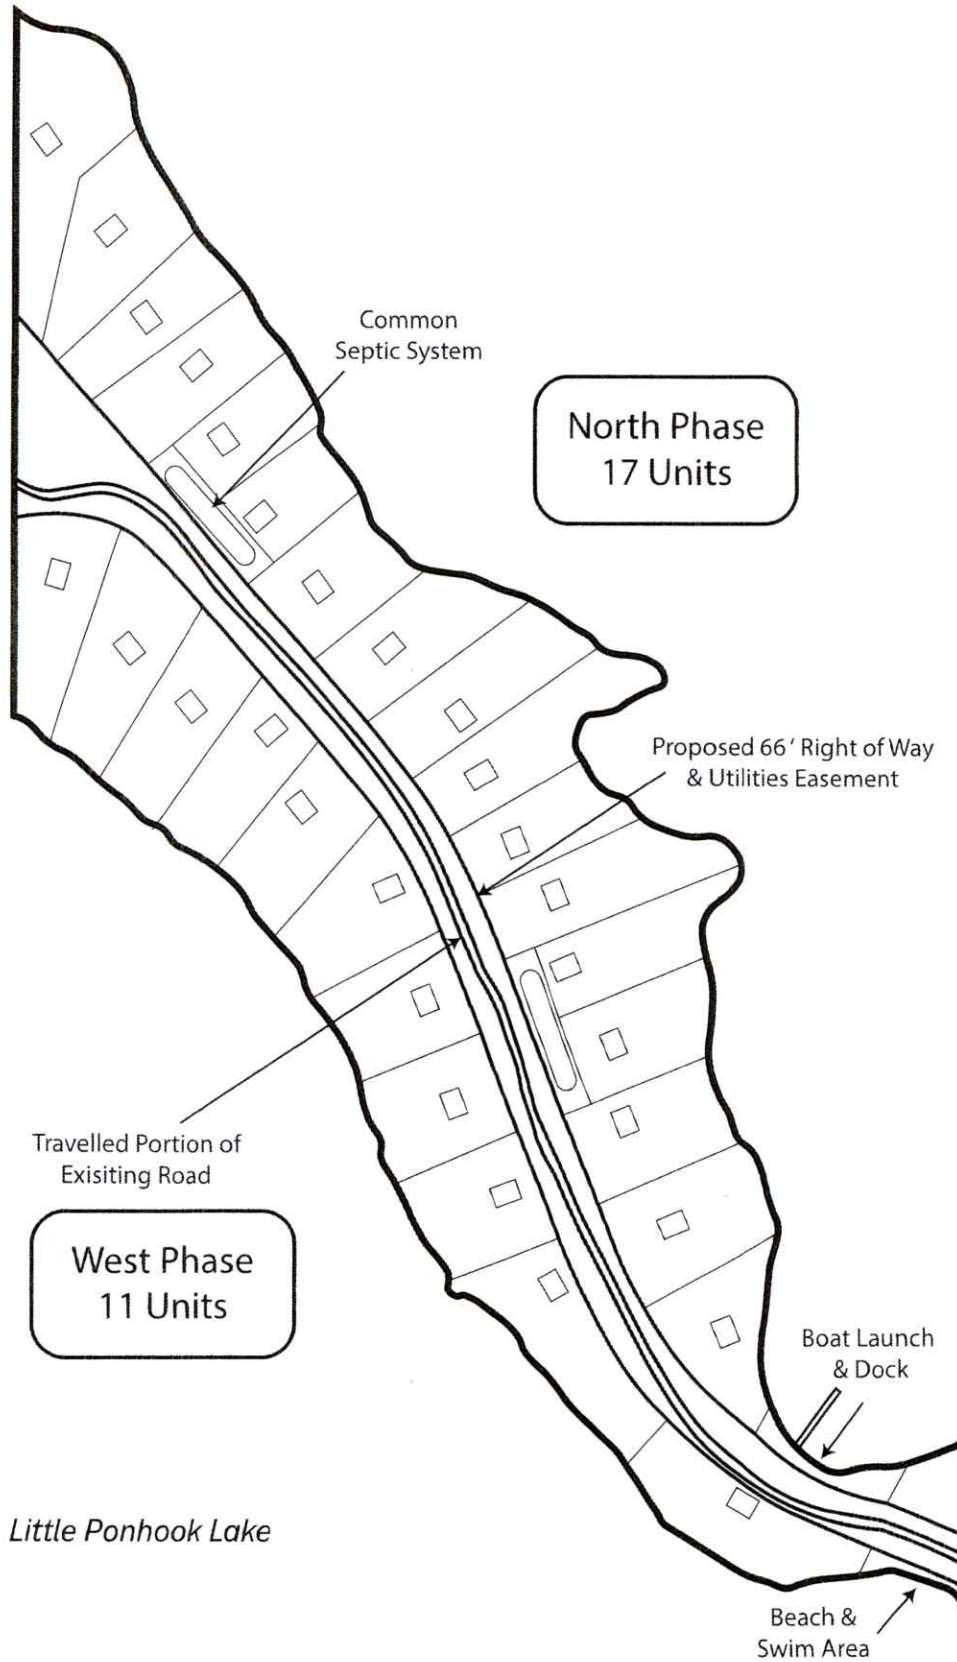 Common
Septic System
North Phase
17 Units
Proposed 66' Right of Way
& Utilities Easement
Travelled Portion of
Exisiting Road
West Phase
11 Units
Boat Launch
& Dock
Little Ponhook Lake
Beach &
Swim Area